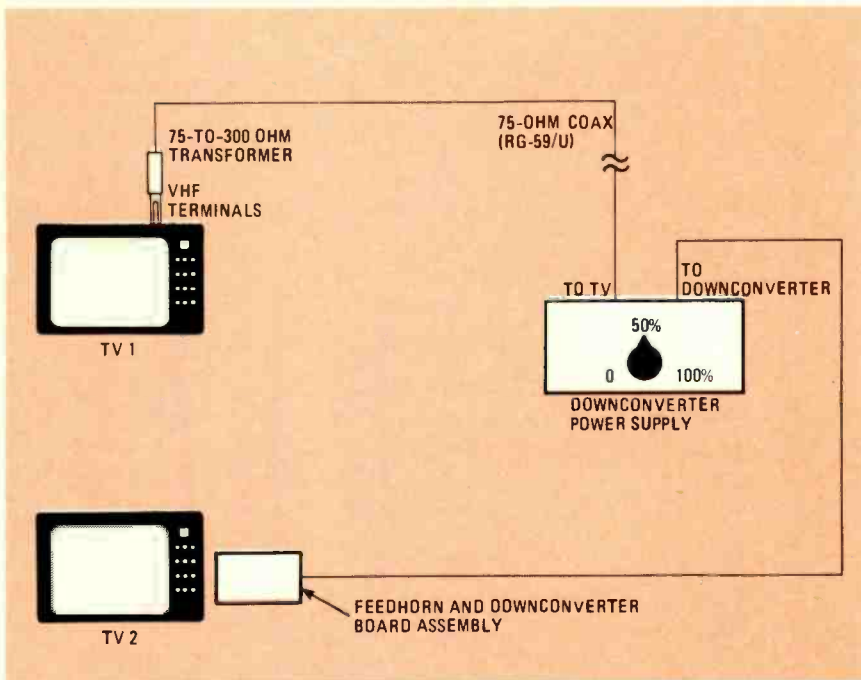 75-TO-300 OHM
TRANSFORMER
VHF
TERMINALS
TV 1
75-OHM COAX
(RG-59/U)
TO TV
TO
DOWNCONVERTER
50%
0
100%
DOWNCONVERTER
POWER SUPPLY
TV 2
FEEDHORN AND DOWNCONVERTER
BOARD ASSEMBLY